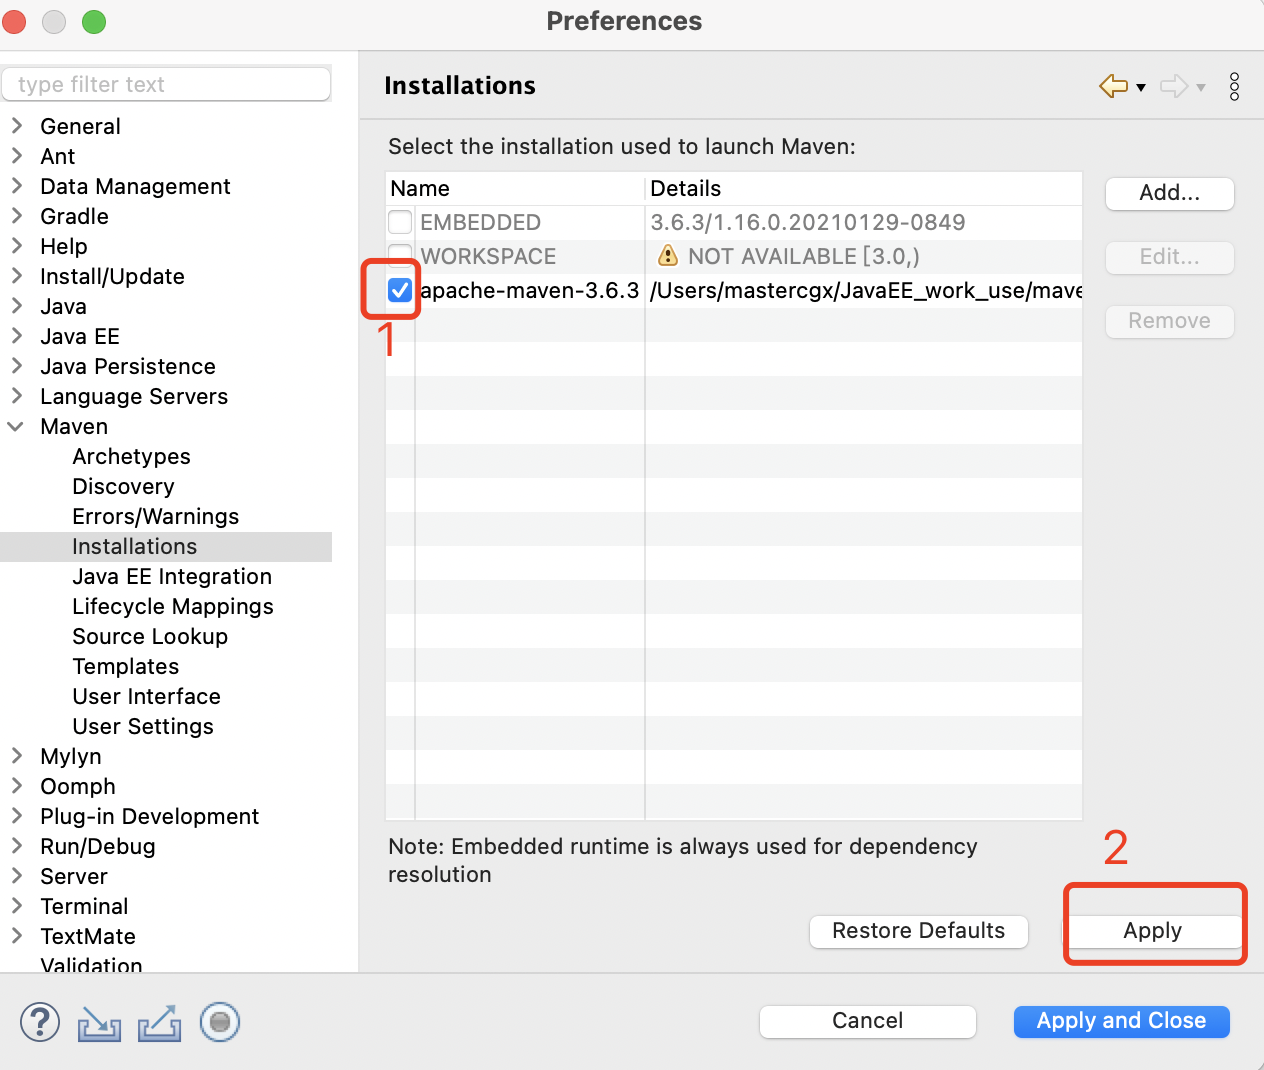 Preferences
type filter text
General
Ant
Data Management
Gradle
Help
Install/Update
Java
Java EE
Java Persistence
Language Servers
Maven
Archetypes
Discovery
Errors/Warnings
Installations
Java EE Integration
Lifecycle Mappings
Source Lookup
Templates
User Interface
User Settings
Mylyn
Oomph
Plug-in Development
Run/Debug
Server
Terminal
TextMate
Validation
Installations
Select the installation used to launch Maven:
Name Details
EMBEDDED 3.6.3/1.16.0.20210129-0849
WORKSPACE NOT AVAILABLE [3.0,)
apache-maven-3.6.3 /Users/mastercgx/JavaEE_work_use/mave
1
Add...
Edit...
Remove
Note: Embedded runtime is always used for dependency
resolution
2
Restore Defaults Apply
? Cancel Apply and Close